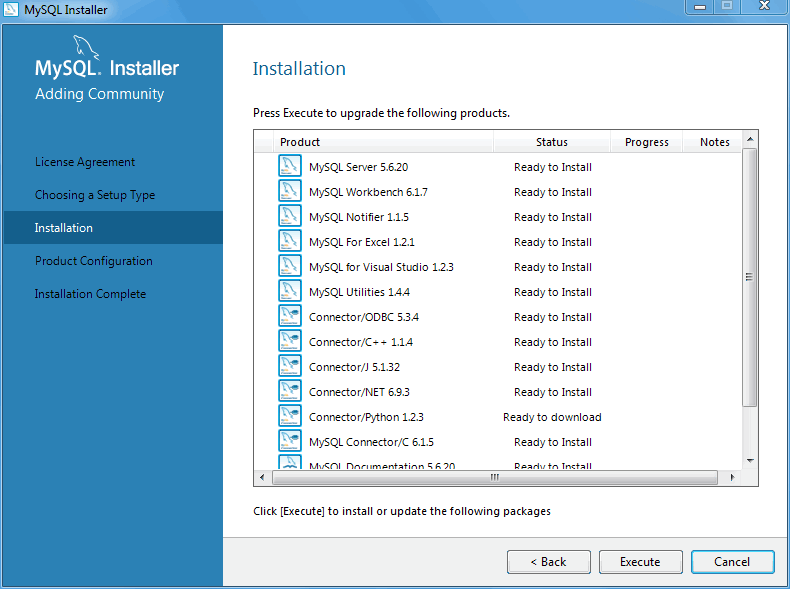 MySQL Installer
MySQL. Installer
Adding Community
License Agreement
Choosing a Setup Type
Installation
Product Configuration
Installation Complete
Installation
Press Execute to upgrade the following products.
Product Status Progress Notes
MySQL Server 5.6.20 Ready to Install
MySQL Workbench 6.1.7 Ready to Install
MySQL Notifier 1.1.5 Ready to Install
MySQL For Excel 1.2.1 Ready to Install
MySQL for Visual Studio 1.2.3 Ready to Install
MySQL Utilities 1.4.4 Ready to Install
Connector/ODBC 5.3.4 Ready to Install
Connector/C++ 1.1.4 Ready to Install
Connector/J 5.1.32 Ready to Install
Connector/NET 6.9.3 Ready to Install
Connector/Python 1.2.3 Ready to download
MySQL Connector/C 6.1.5 Ready to Install
MySQL Documentation 5.6.20 Ready to Install
Click [Execute] to install or update the following packages
< Back Execute Cancel